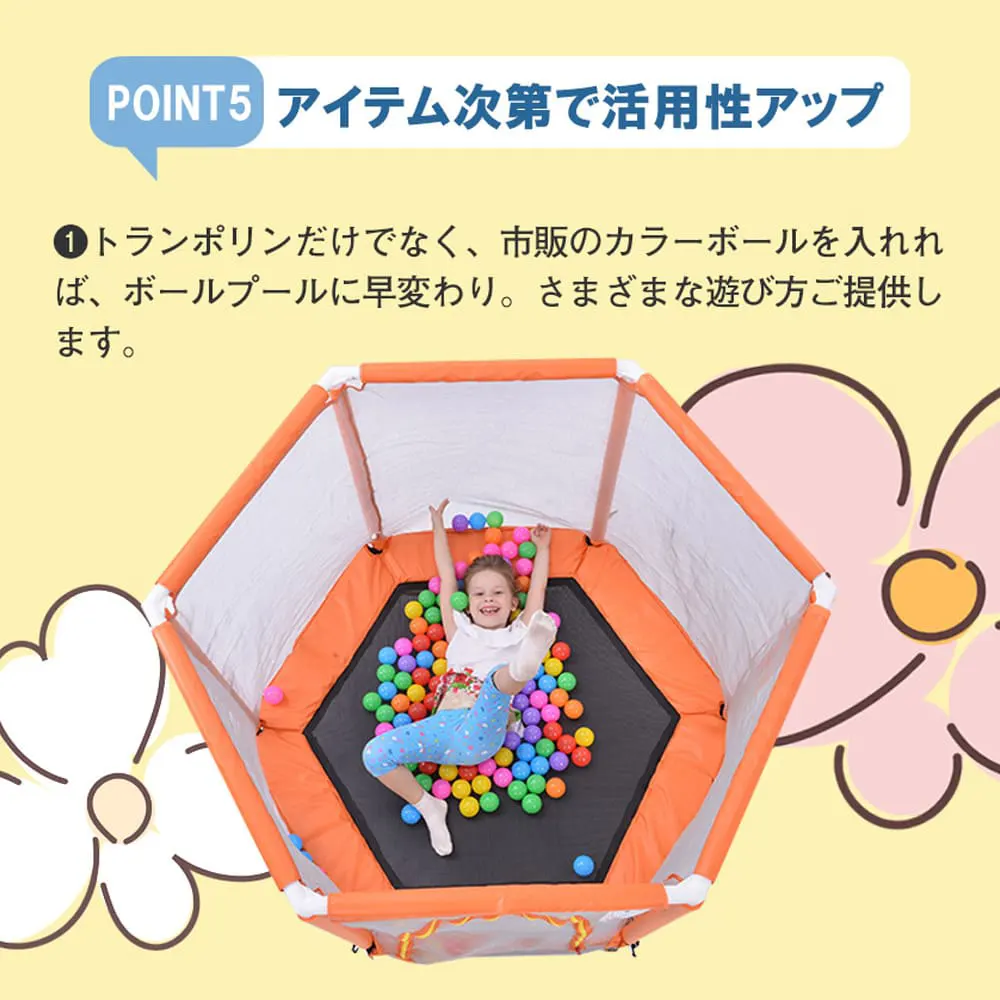 POINT5 アイテム次第で活用性アップ
❶トランポリンだけでなく、市販のカラーボールを入れれ
ば、ボールプールに早変わり。さまざまな遊び方ご提供し
ます。